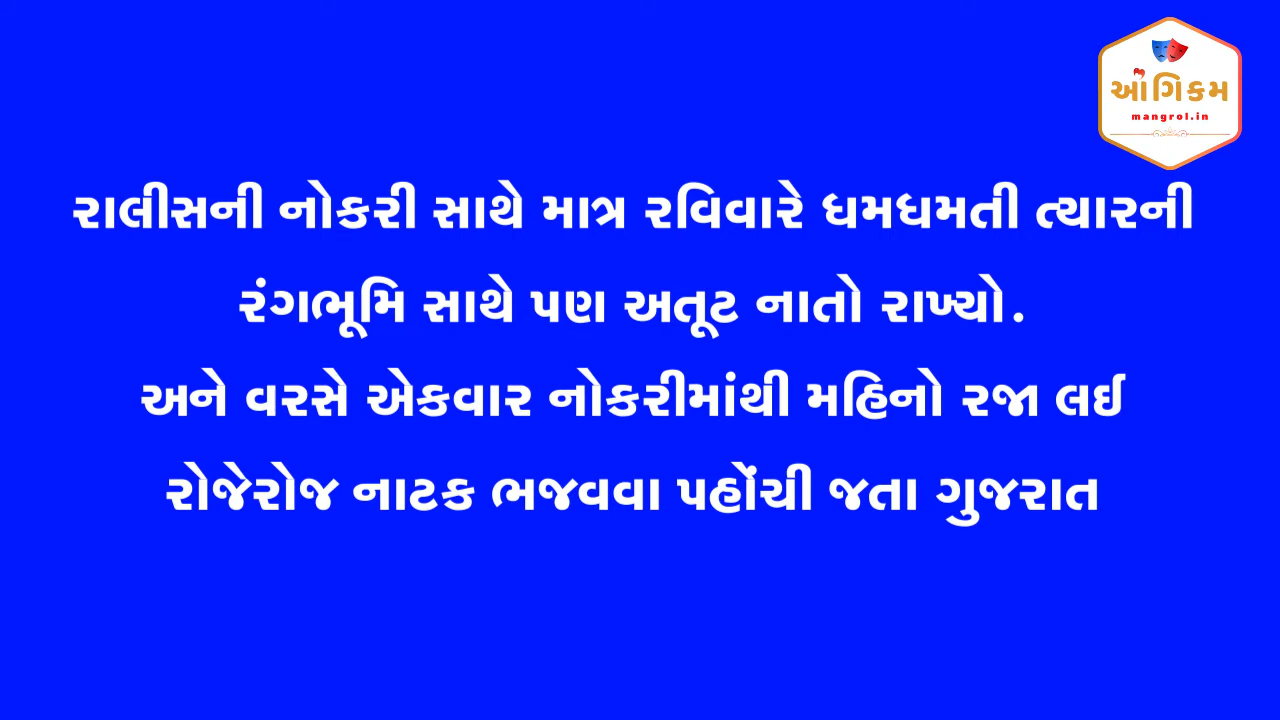 આંગિકમ
mangrol.in
રાલીસની નોકરી સાથે માત્ર રવિવારે ધમધમતી ત્યારની
રંગભૂમિ સાથે પણ અતૂટ નાતો રાખ્યો.
અને વરસે એકવાર નોકરીમાંથી મહિનો રજા લઈ
રોજેરોજ નાટક ભજવવા પહોંચી જતા ગુજરાત